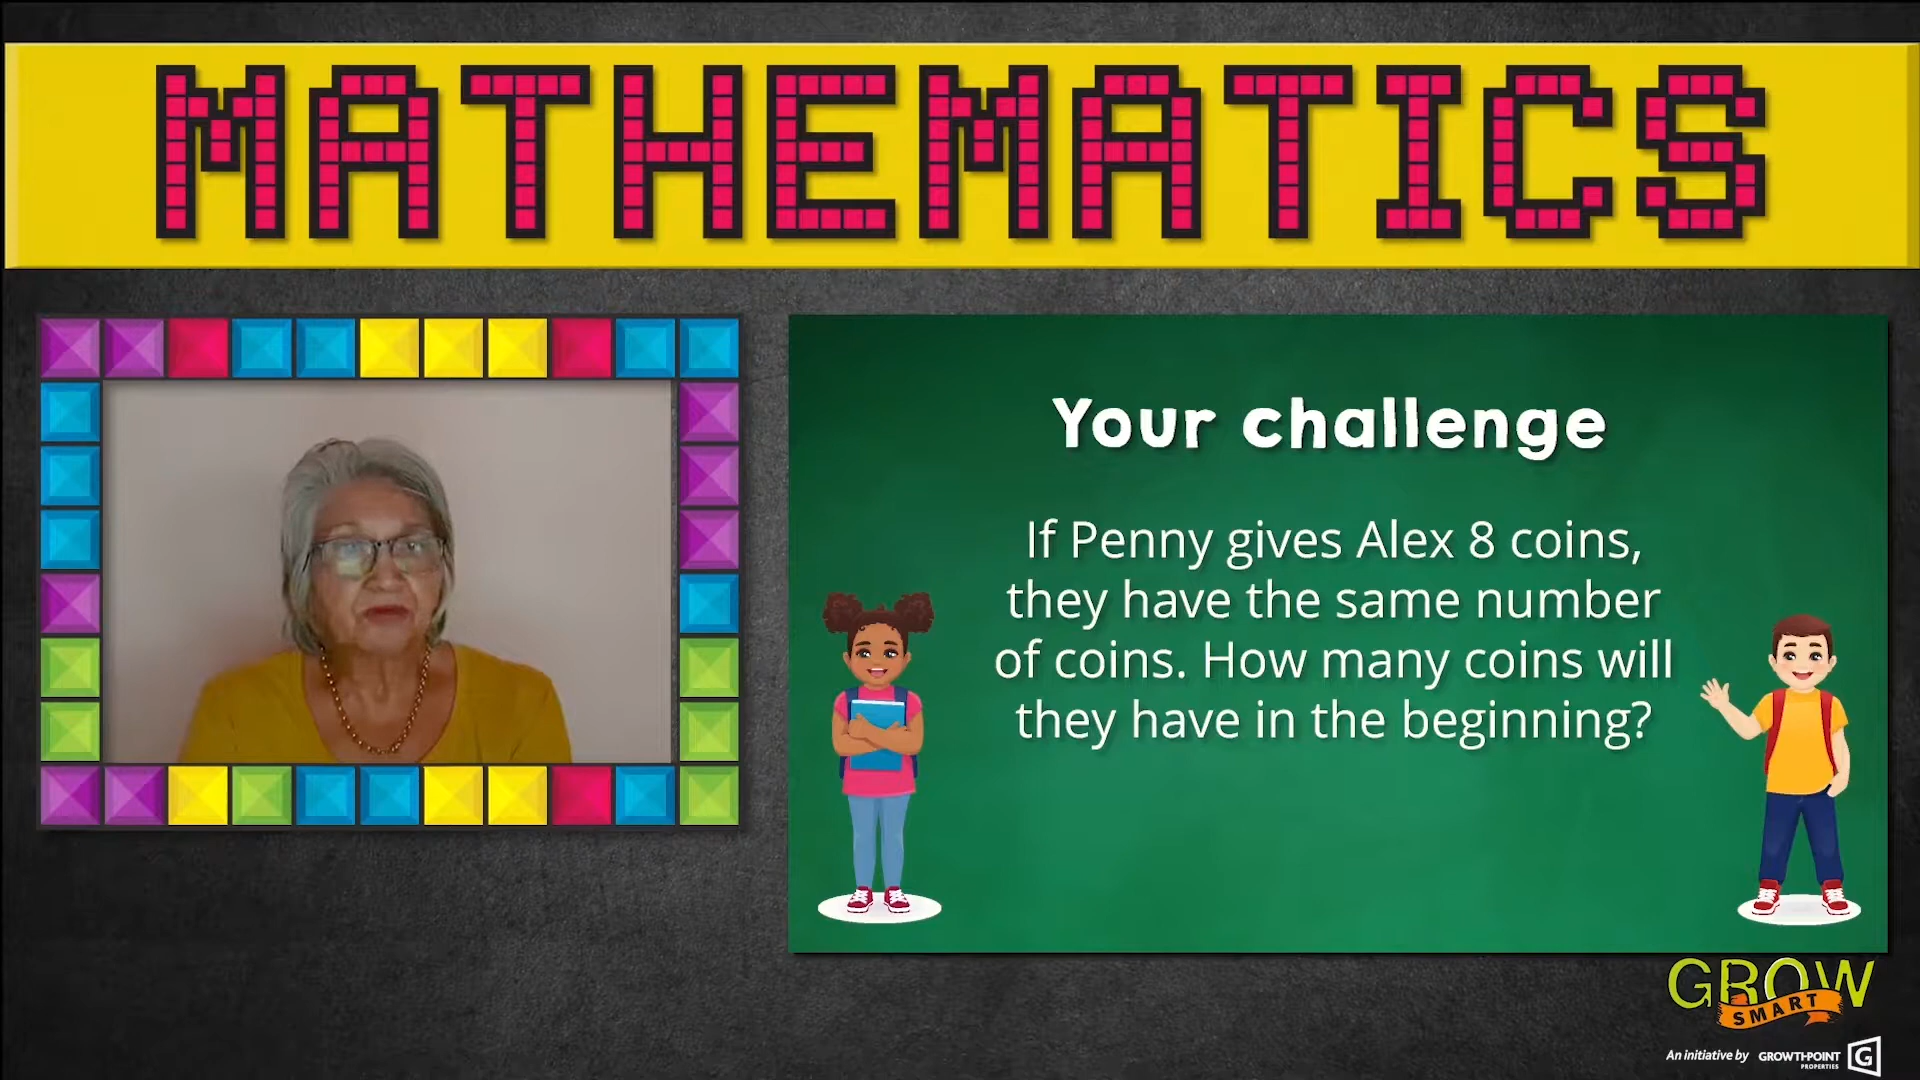 MATHEMATICS
Your challenge
If Penny gives Alex 8 coins,
they have the same number
of coins. How many coins will
they have in the beginning?
GROW
SMART
An initiative by GROWTHPOINT
PROPERTIES